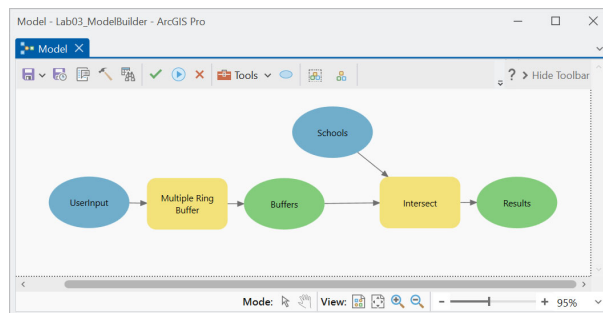 Model - Lab03_ModelBuilder - ArcGIS Pro
Model
Tools
? Hide Toolbar
Schools
UserInput
Multiple Ring
Buffer
Buffers
Intersect
Results
Mode: View: - + 95%